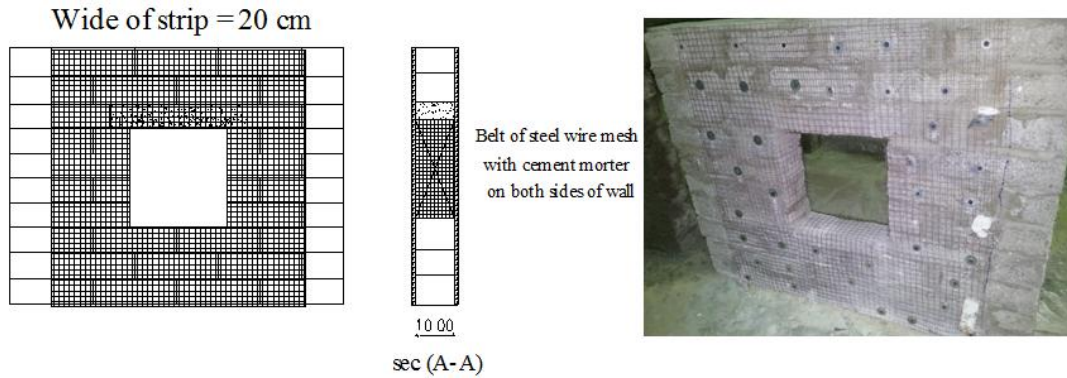 Wide of strip = 20 cm
Belt of steel wire mesh
with cement morter
on both sides of wall
10.00
sec (A-A)